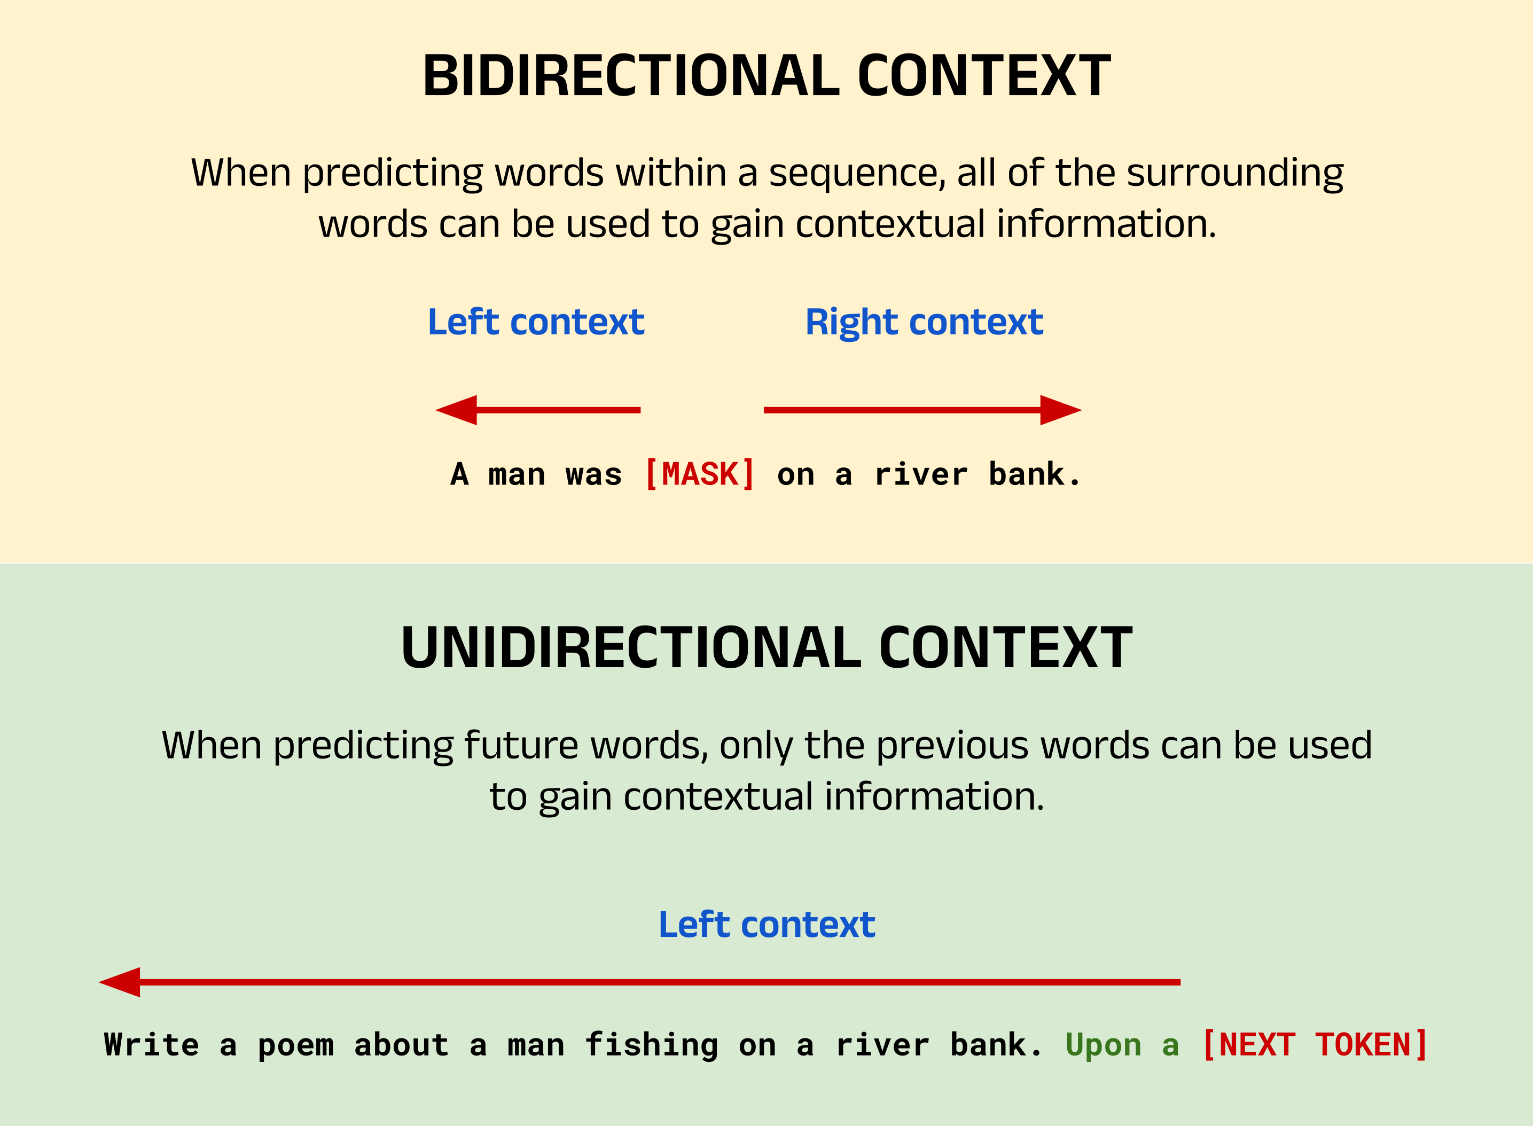 BIDIRECTIONAL CONTEXT
When predicting words within a sequence, all of the surrounding
words can be used to gain contextual information.
Left context
Right context
A man was [MASK] on a river bank.
UNIDIRECTIONAL CONTEXT
When predicting future words, only the previous words can be used
to gain contextual information.
Left context
Write a poem about a man fishing on a river bank. Upon a [NEXT TOKEN]